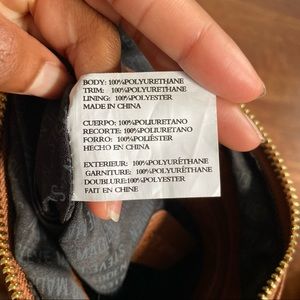 BODY: 100%POLYURETHANE
TRIM: 100%POLYURETHANE
LINING: 100%POLYESTER
MADE IN CHINA
CUERPO: 100%POLIURETANO
RECORTE: 100%POLIURETANO
FORRO: 100%POLIÉSTER
HECHO EN CHINA
EXTERIEUR: 100%POLYURÉTHANE
GARNITURE: 100%POLYURÉTHANE
DOUBLURE:100%POLYESTER
FAIT EN CHINE
STEVE